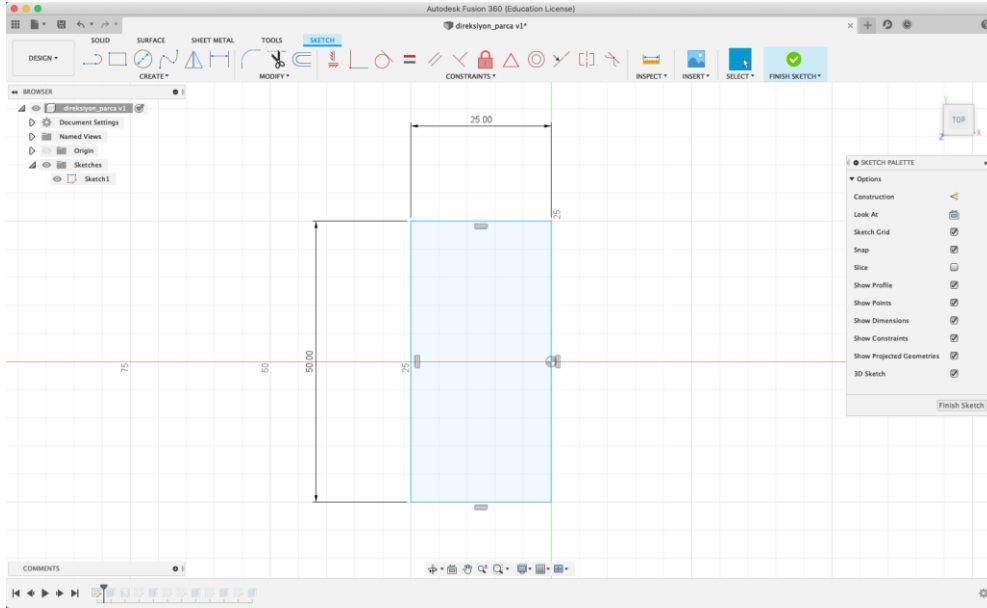 Autodesk Fusion 360 (Education License)
direksiyon_parca v1*
SOLID SURFACE SHEET METAL TOOLS SKETCH
DESIGN
CREATE MODIFY CONSTRAINTS INSPECT INSERT SELECT FINISH SKETCH
BROWSER
direksiyon_parca v1
Document Settings
Named Views
Origin
Sketches
Sketch1
25.00
25
50.00
75
50
25
Y
TOP
X
Z
SKETCH PALETTE
Options
Construction
Look At
Sketch Grid
Snap
Slice
Show Profile
Show Points
Show Dimensions
Show Constraints
Show Projected Geometries
3D Sketch
Finish Sketch
COMMENTS